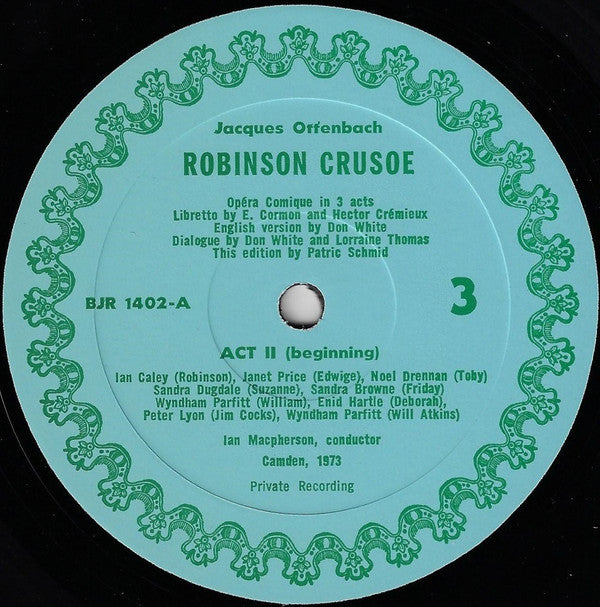 Jacques Offenbach
ROBINSON CRUSOE
Opéra Comique in 3 acts
Libretto by E. Cormon and Hector Crémieux
English version by Don White
Dialogue by Don White and Lorraine Thomas
This edition by Patric Schmid
BJR 1402-A
3
ACT II (beginning)
Ian Caley (Robinson), Janet Price (Edwige), Noel Drennan (Toby)
Sandra Dugdale (Suzanne), Sandra Browne (Friday)
Wyndham Parfitt (William), Enid Hartle (Deborah),
Peter Lyon (Jim Cocks), Wyndham Parfitt (Will Atkins)
Ian Macpherson, conductor
Camden, 1973
Private Recording